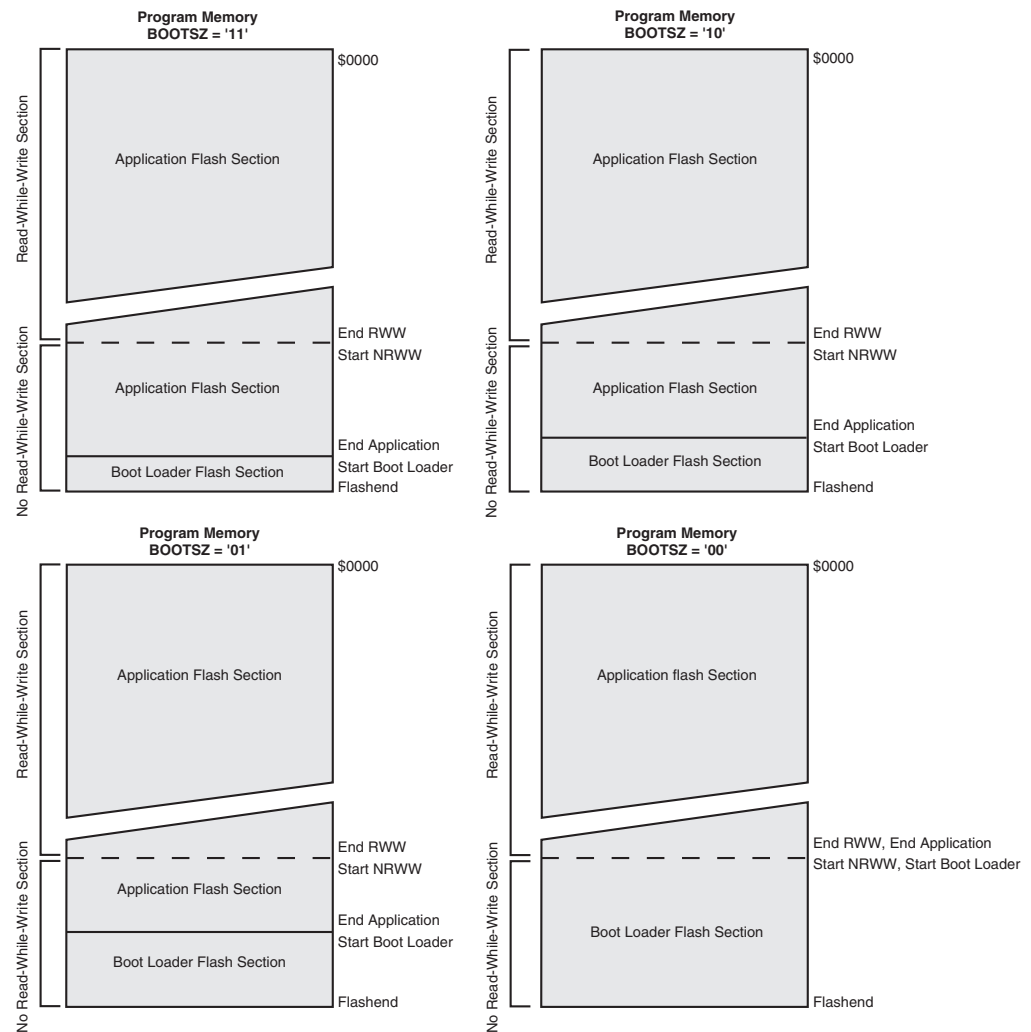 Program Memory
BOOTSZ = '11'
$0000
Read-While-Write Section
Application Flash Section
End RWW
Start NRWW
No Read-While-Write Section
Application Flash Section
End Application
Start Boot Loader
Boot Loader Flash Section
Flashend
Program Memory
BOOTSZ = '10'
$0000
Read-While-Write Section
Application Flash Section
End RWW
Start NRWW
No Read-While-Write Section
Application Flash Section
End Application
Start Boot Loader
Boot Loader Flash Section
Flashend
Program Memory
BOOTSZ = '01'
$0000
Read-While-Write Section
Application Flash Section
End RWW
Start NRWW
No Read-While-Write Section
Application Flash Section
End Application
Start Boot Loader
Boot Loader Flash Section
Flashend
Program Memory
BOOTSZ = '00'
$0000
Read-While-Write Section
Application flash Section
End RWW, End Application
Start NRWW, Start Boot Loader
No Read-While-Write Section
Boot Loader Flash Section
Flashend